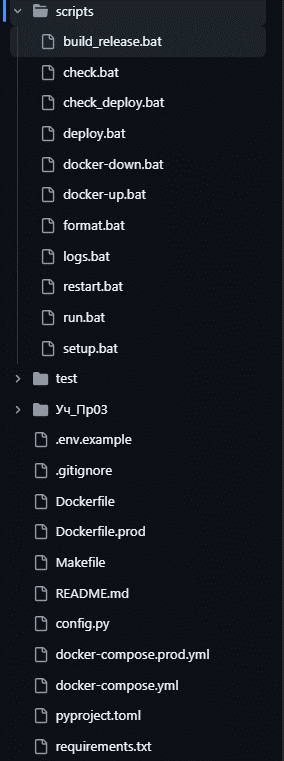 scripts
build_release.bat
check.bat
check_deploy.bat
deploy.bat
docker-down.bat
docker-up.bat
format.bat
logs.bat
restart.bat
run.bat
setup.bat
test
Уч_Пр03
.env.example
.gitignore
Dockerfile
Dockerfile.prod
Makefile
README.md
config.py
docker-compose.prod.yml
docker-compose.yml
pyproject.toml
requirements.txt